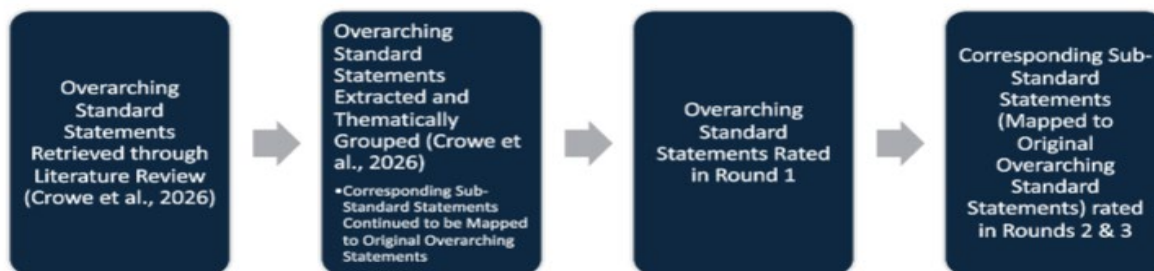 Overarching
Standard
Statements
Retrieved through
Literature Review
(Crowe et al., 2026)
Overarching
Standard
Statements
Extracted and
Thematically
Grouped (Crowe et
al., 2026)
•Corresponding Sub-
Standard Statements
Continued to be Mapped
to Original Overarching
Statements
Overarching
Standard
Statements Rated
in Round 1
Corresponding Sub-
Standard
Statements
(Mapped to
Original
Overarching
Standard
Statements) rated
in Rounds 2 & 3